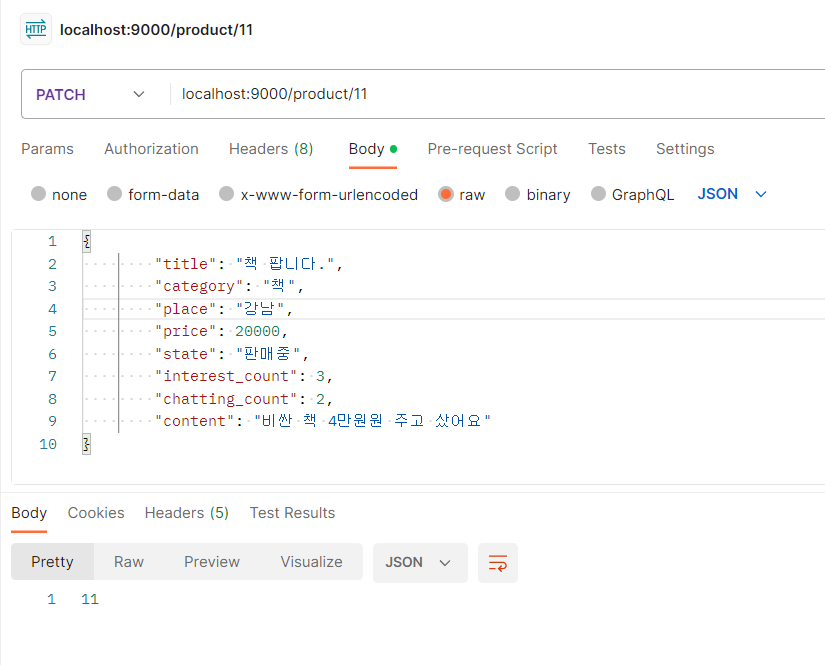 HTTP localhost:9000/product/11
PATCH localhost:9000/product/11
Params Authorization Headers (8) Body Pre-request Script Tests Settings
none form-data x-www-form-urlencoded raw binary GraphQL JSON
1 {
2 "title": "책 팝니다.",
3 "category": "책",
4 "place": "강남",
5 "price": 20000,
6 "state": "판매중",
7 "interest_count": 3,
8 "chatting_count": 2,
9 "content": "비싼 책 4만원원 주고 샀어요"
10 }
Body Cookies Headers (5) Test Results
Pretty Raw Preview Visualize JSON
1 11